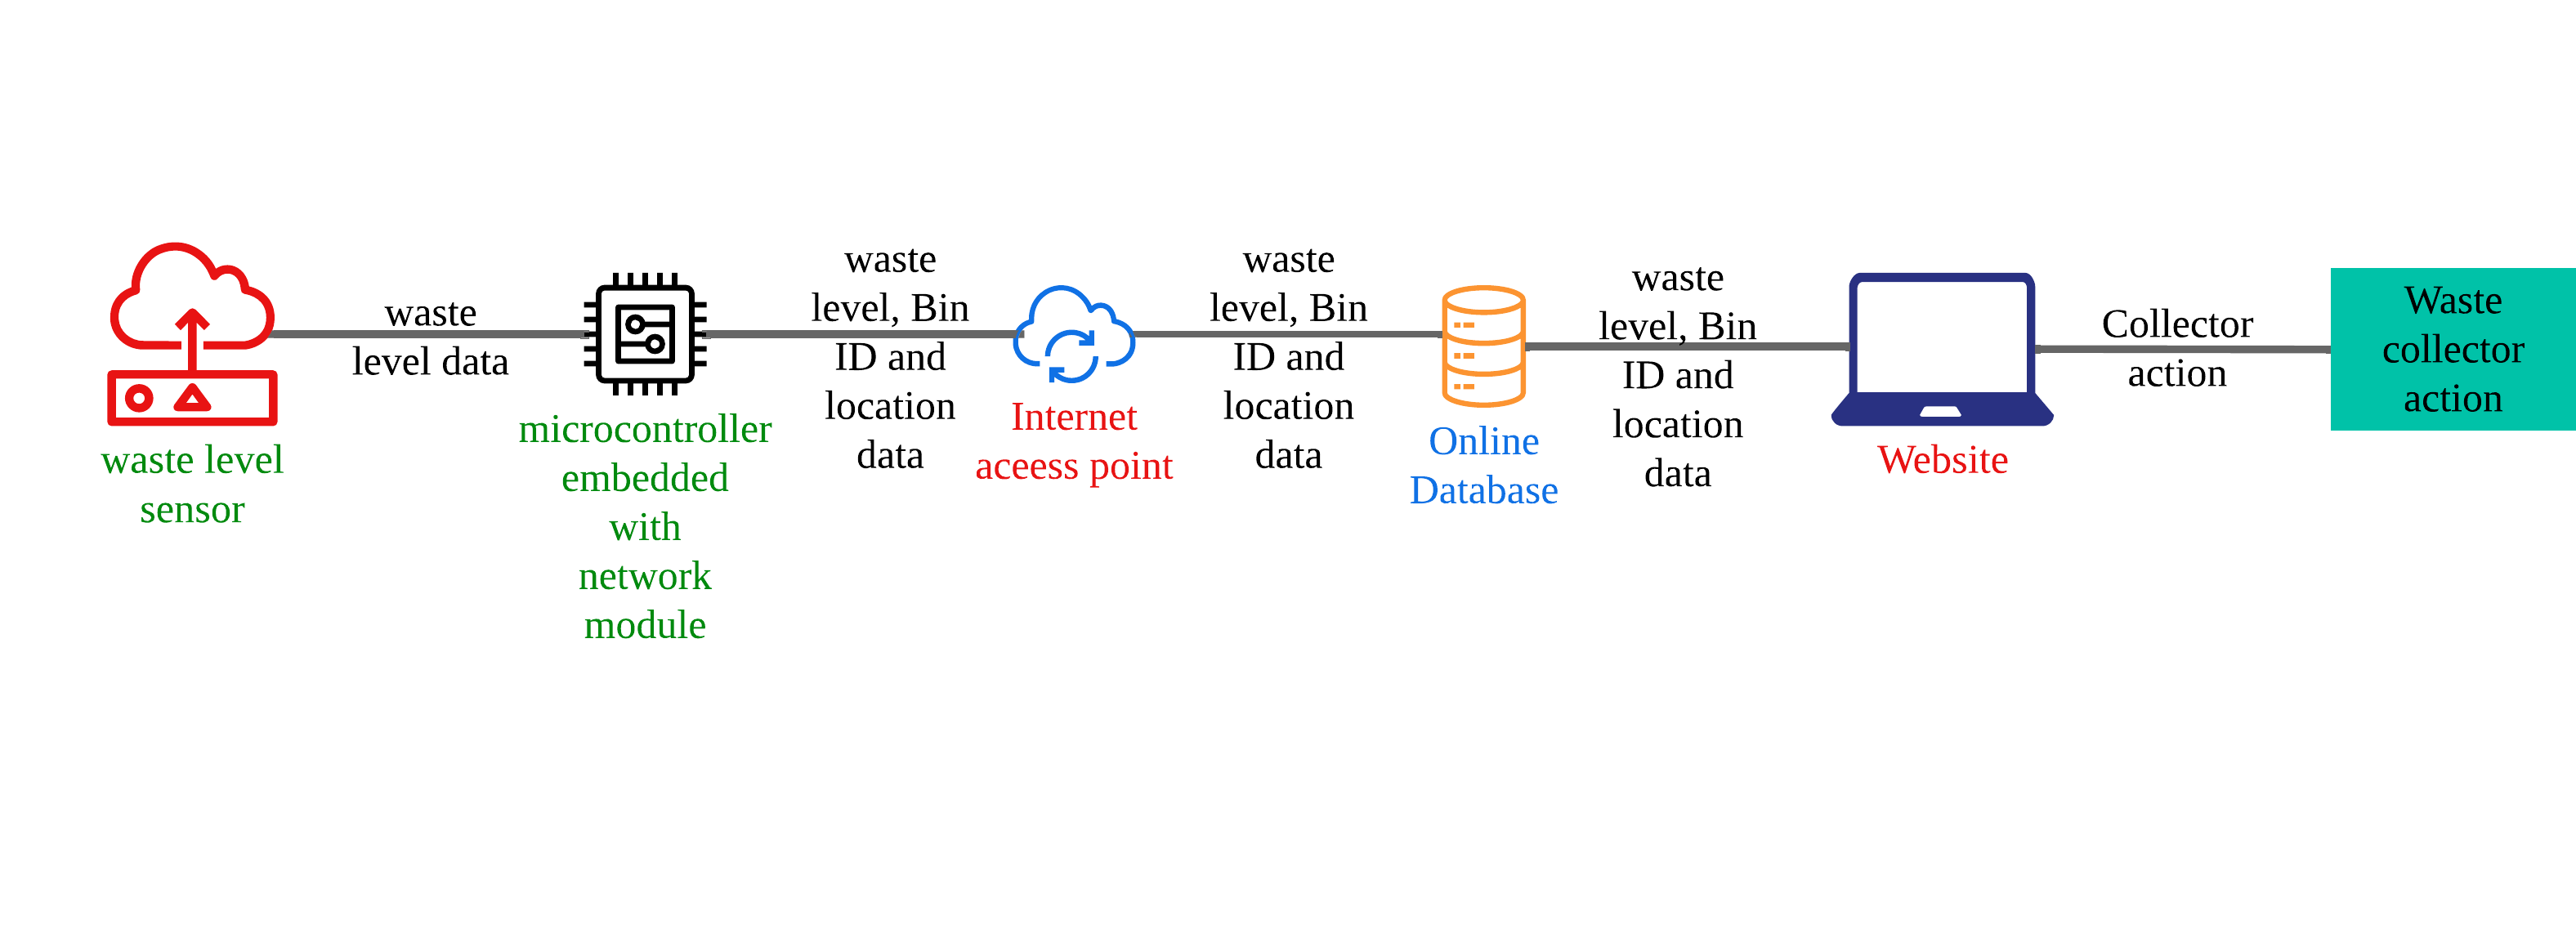 waste level
sensor
waste
level data
microcontroller
embedded
with
network
module
waste
level, Bin
ID and
location
data
Internet
aceess point
waste
level, Bin
ID and
location
data
Online
Database
waste
level, Bin
ID and
location
data
Website
Collector
action
Waste
collector
action